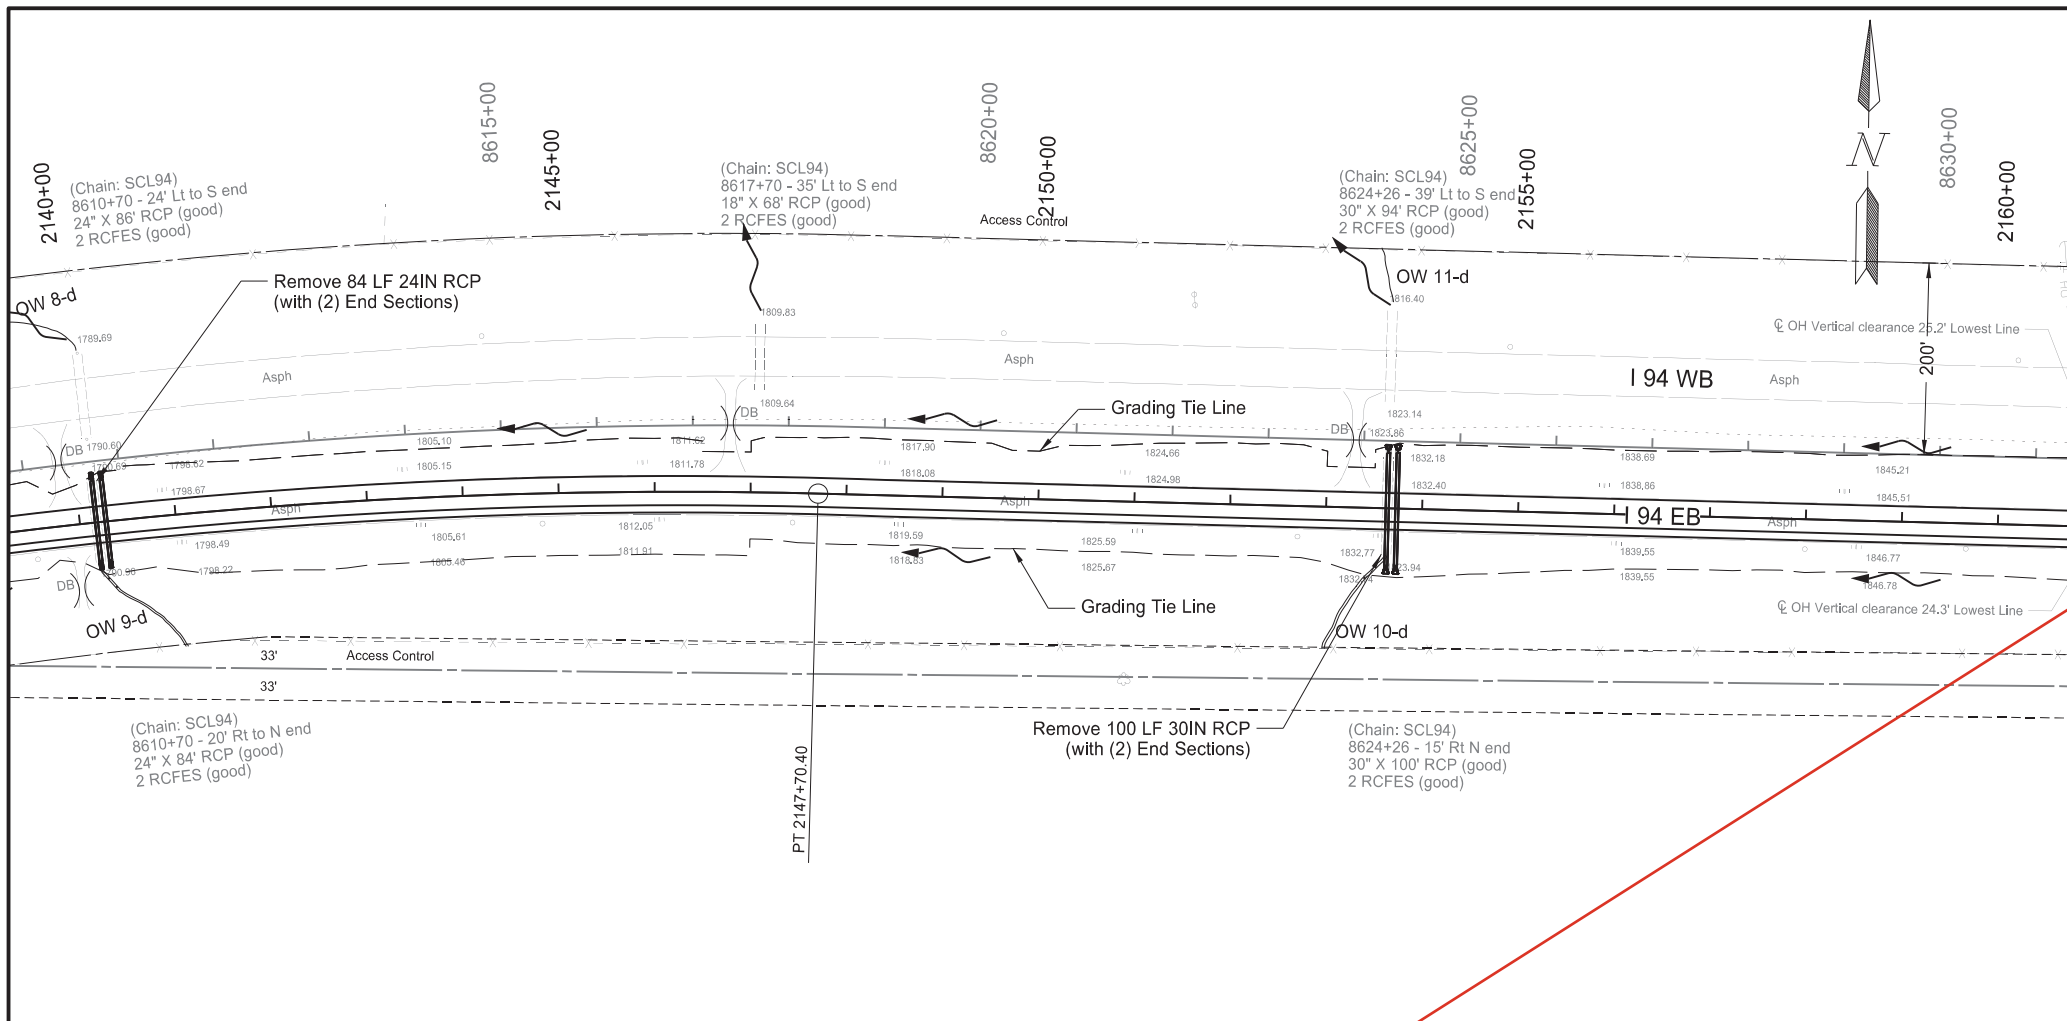 8615+00
8620+00
8625+00
8630+00
2140+00
2145+00
2150+00
2155+00
2160+00
N
(Chain: SCL94)
8610+70 - 24' Lt to S end
24" X 86' RCP (good)
2 RCFES (good)
(Chain: SCL94)
8617+70 - 35' Lt to S end
18" X 68' RCP (good)
2 RCFES (good)
(Chain: SCL94)
8624+26 - 39' Lt to S end
30" X 94' RCP (good)
2 RCFES (good)
Access Control
Remove 84 LF 24IN RCP
(with (2) End Sections)
OW 8-d
OW 11-d
1789.69
1809.83
1816.40
℄ OH Vertical clearance 25.2' Lowest Line
200'
HU
Asph
Asph
I 94 WB
Asph
1809.64
DB
Grading Tie Line
1823.14
DB
1823.86
DB
1790.60
1790.69
1798.62
1805.10
1811.62
1817.90
1824.66
1832.18
1838.69
1845.21
1798.67
1805.15
1811.78
1818.08
1824.98
1832.40
1838.86
1845.51
Asph
Asph
I 94 EB
Asph
1798.49
1805.61
1812.05
1819.59
1825.59
1832.77
1839.55
1846.77
1798.22
1805.46
1811.91
1818.83
1825.67
1839.55
1846.78
DB
Grading Tie Line
℄ OH Vertical clearance 24.3' Lowest Line
OW 9-d
OW 10-d
33'
Access Control
33'
(Chain: SCL94)
8610+70 - 20' Rt to N end
24" X 84' RCP (good)
2 RCFES (good)
PT 2147+70.40
Remove 100 LF 30IN RCP
(with (2) End Sections)
(Chain: SCL94)
8624+26 - 15' Rt N end
30" X 100' RCP (good)
2 RCFES (good)